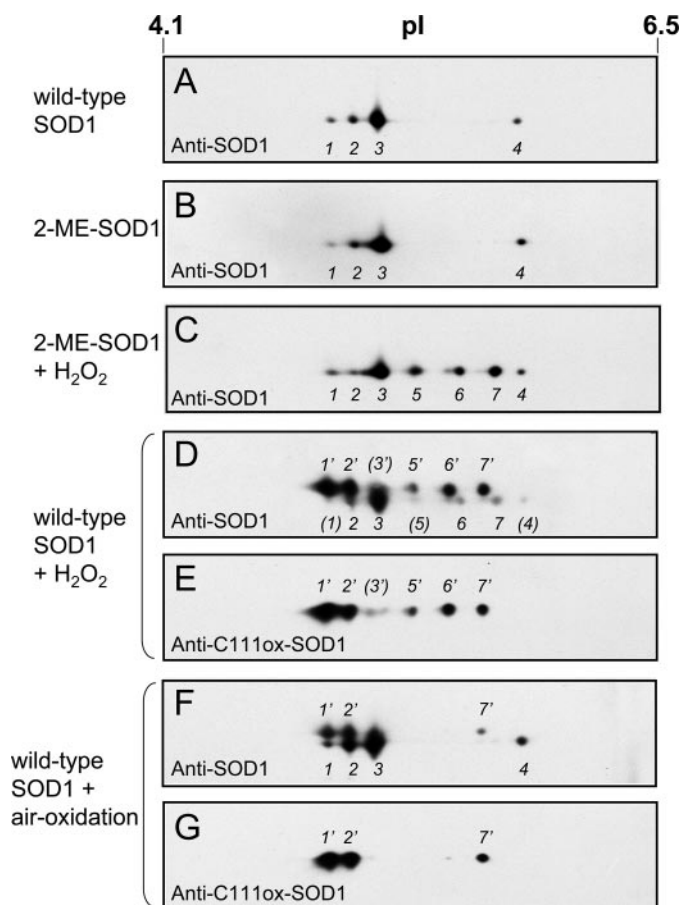 4.1 pI 6.5
A
wild-type
SOD1
Anti-SOD1
1 2 3 4
B
2-ME-SOD1
Anti-SOD1
1 2 3 4
C
2-ME-SOD1
+ H₂O₂
Anti-SOD1
1 2 3 5 6 7 4
wild-type
SOD1
+ H₂O₂
D
1’ 2’ (3’) 5’ 6’ 7’
Anti-SOD1
(1) 2 3 (5) 6 7 (4)
E
1’ 2’ (3’) 5’ 6’ 7’
Anti-C111ox-SOD1
wild-type
SOD1 +
air-oxidation
F
1’ 2’ 7’
Anti-SOD1
1 2 3 4
G
1’ 2’ 7’
Anti-C111ox-SOD1